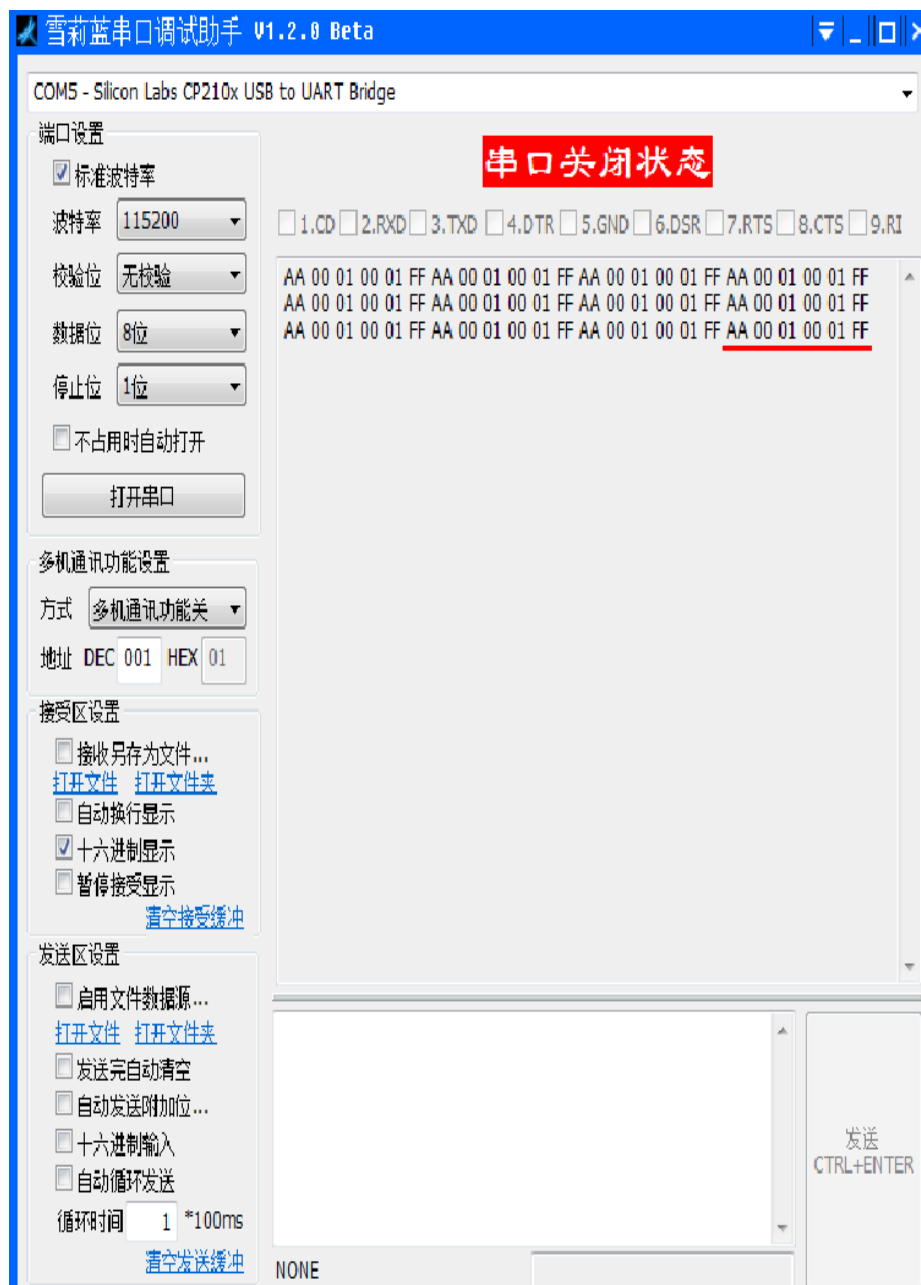 雪莉蓝串口调试助手 V1.2.0 Beta
COM5 - Silicon Labs CP210x USB to UART Bridge
端口设置
标准波特率
波特率 115200
校验位 无校验
数据位 8位
停止位 1位
不占用时自动打开
打开串口
多机通讯功能设置
方式 多机通讯功能关
地址 DEC 001 HEX 01
接受区设置
接收另存为文件...
打开文件 打开文件夹
自动换行显示
十六进制显示
暂停接受显示
清空接受缓冲
发送区设置
启用文件数据源...
打开文件 打开文件夹
发送完自动清空
自动发送附加位...
十六进制输入
自动循环发送
循环时间 1 *100ms
清空发送缓冲
串口关闭状态
1.CD 2.RXD 3.TXD 4.DTR 5.GND 6.DSR 7.RTS 8.CTS 9.RI
AA 00 01 00 01 FF AA 00 01 00 01 FF AA 00 01 00 01 FF AA 00 01 00 01 FF
AA 00 01 00 01 FF AA 00 01 00 01 FF AA 00 01 00 01 FF AA 00 01 00 01 FF
AA 00 01 00 01 FF AA 00 01 00 01 FF AA 00 01 00 01 FF AA 00 01 00 01 FF
发送
CTRL+ENTER
NONE